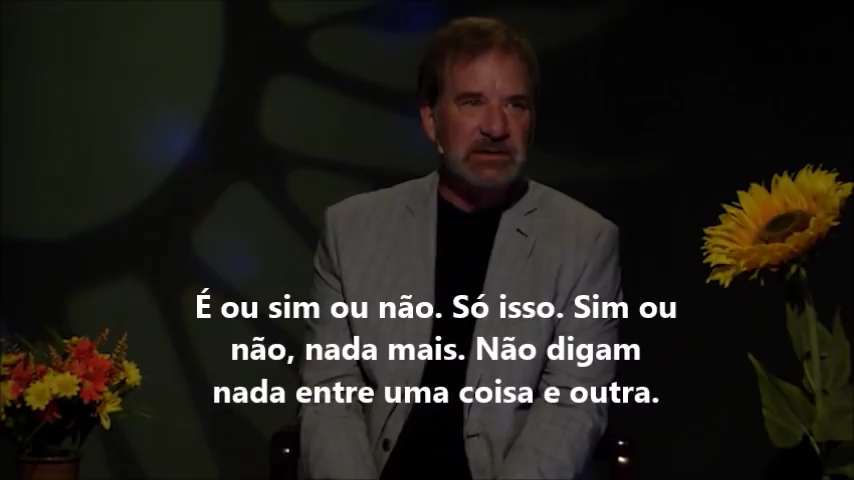 É ou sim ou não. Só isso. Sim ou
não, nada mais. Não digam
nada entre uma coisa e outra.